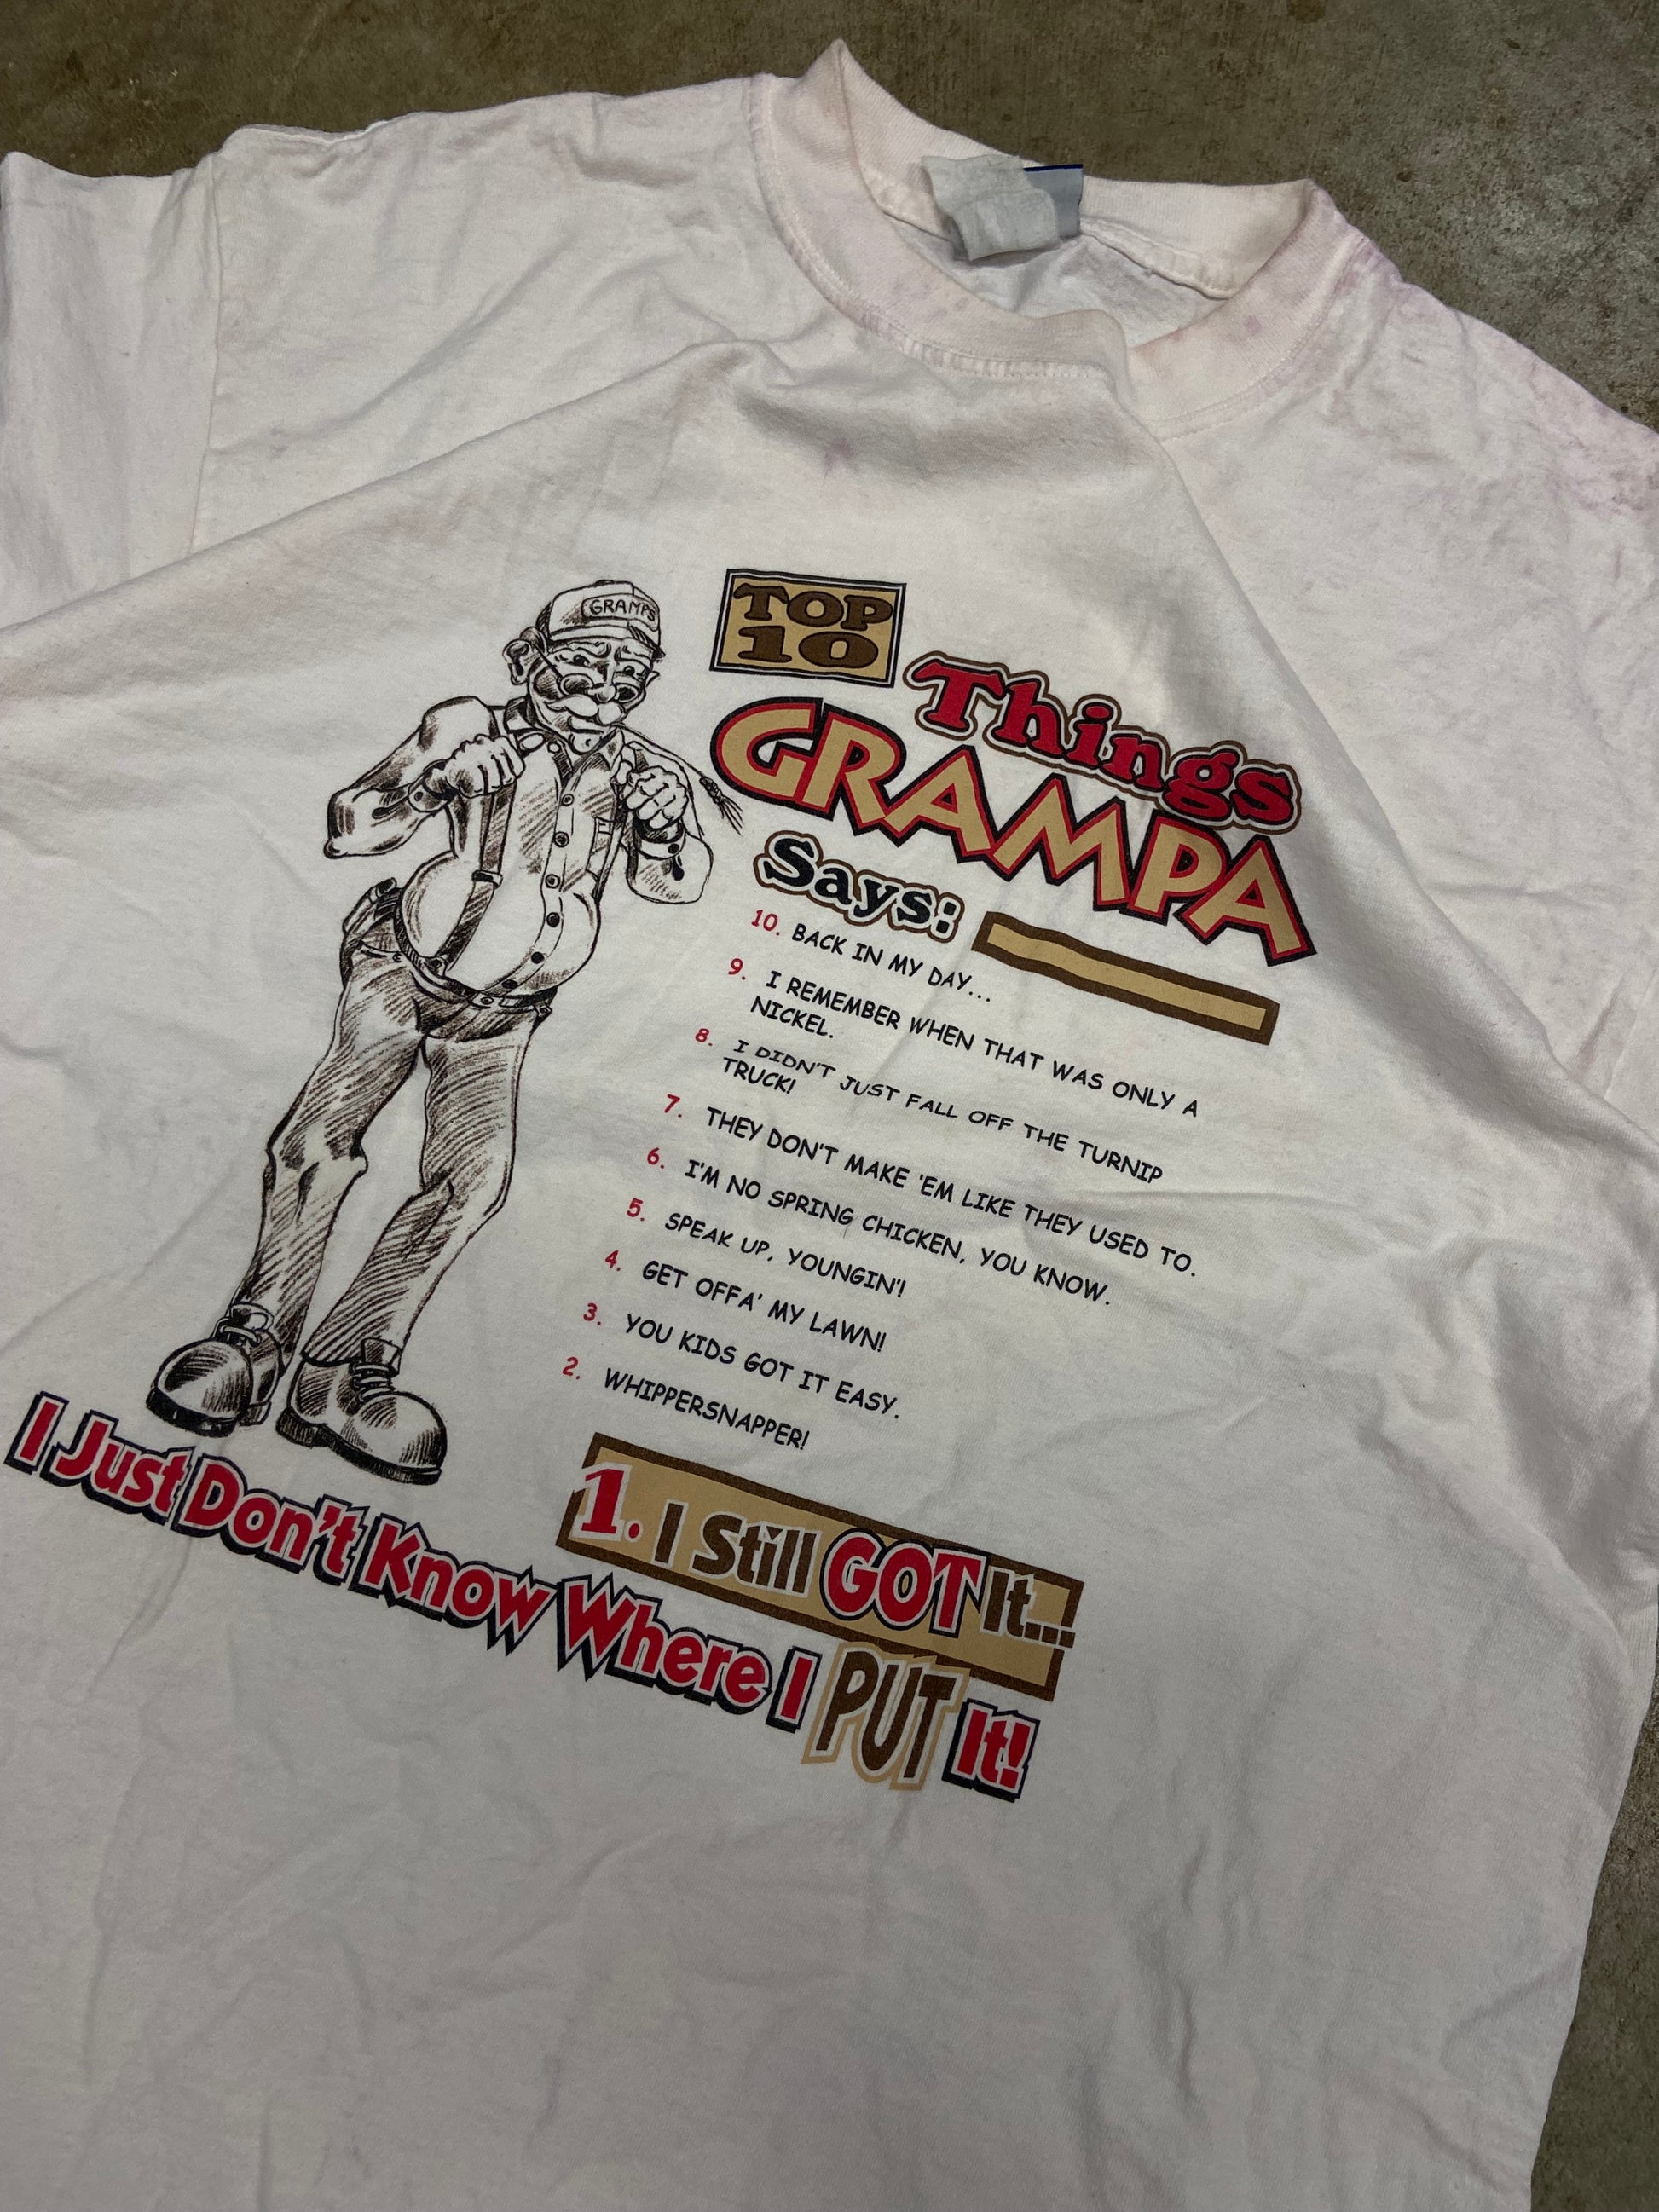 GRAMPS
TOP
10
Things
GRAMPA
Says:
10. BACK IN MY DAY...
9. I REMEMBER WHEN THAT WAS ONLY A
NICKEL.
8. I DIDN'T JUST FALL OFF THE TURNIP
TRUCK!
7. THEY DON'T MAKE 'EM LIKE THEY USED TO.
6. I'M NO SPRING CHICKEN, YOU KNOW.
5. SPEAK UP, YOUNGIN'!
4. GET OFFA' MY LAWN!
3. YOU KIDS GOT IT EASY.
2. WHIPPERSNAPPER!
1. I Still GOT It...
I Just Don't Know Where I PUT It!